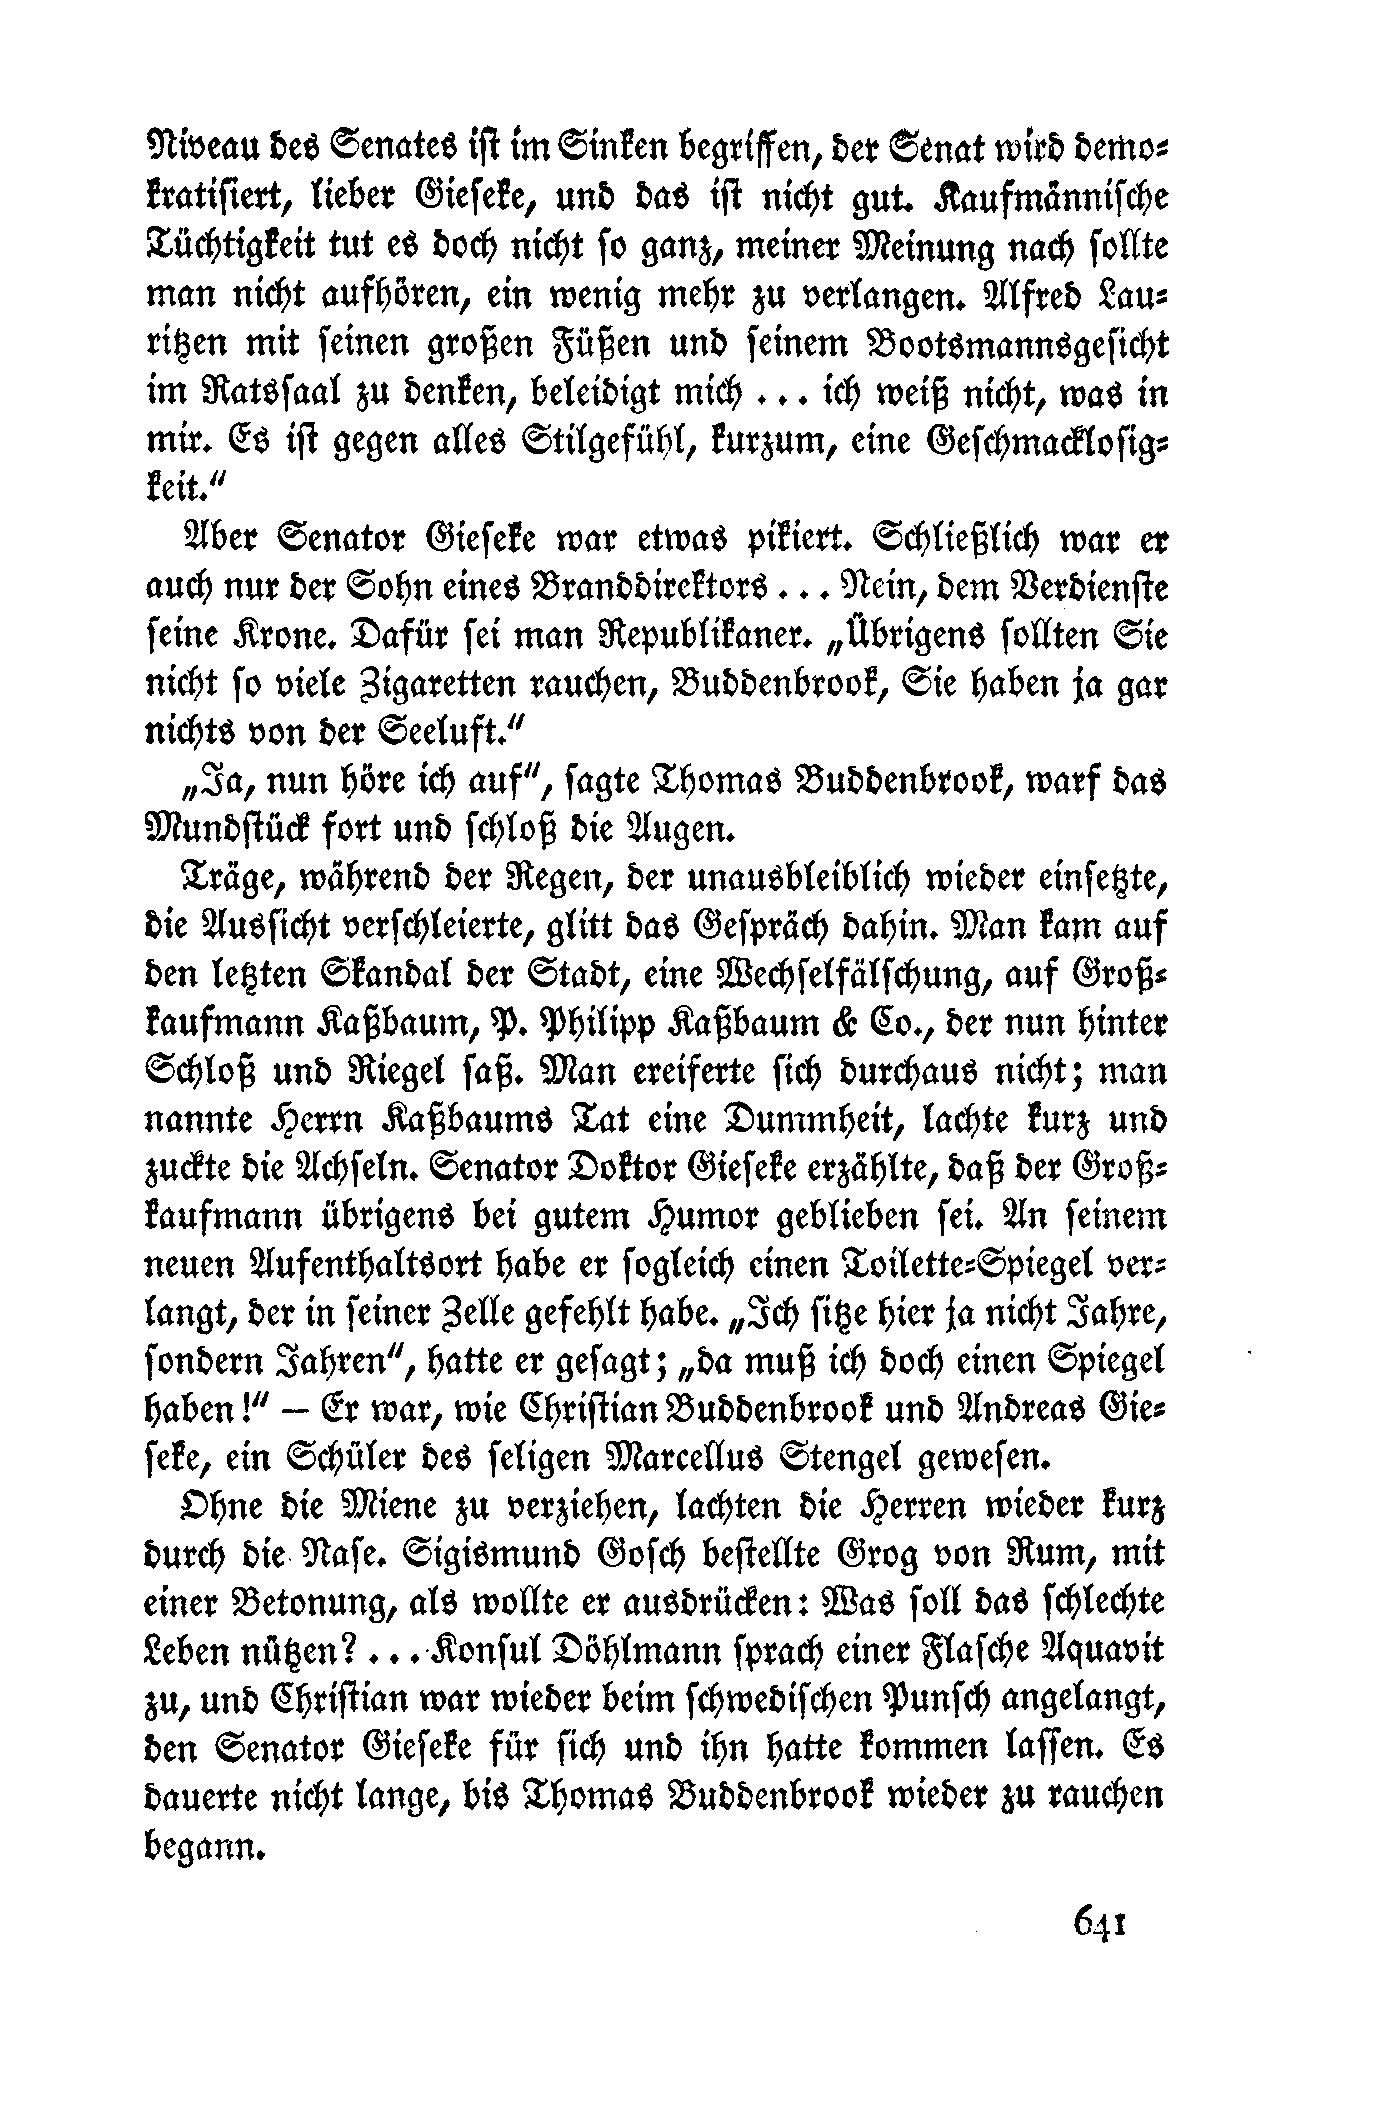 Niveau des Senates ist im Sinken begriffen, der Senat wird demo-
kratisiert, lieber Gieseke, und das ist nicht gut. Kaufmännische
Tüchtigkeit tut es doch nicht so ganz, meiner Meinung nach sollte
man nicht aufhören, ein wenig mehr zu verlangen. Alfred Lau-
ritzen mit seinen großen Füßen und seinem Bootsmannsgesicht
im Ratssaal zu denken, beleidigt mich ... ich weiß nicht, was in
mir. Es ist gegen alles Stilgefühl, kurzum, eine Geschmacklosig-
keit.“
Aber Senator Gieseke war etwas pikiert. Schließlich war er
auch nur der Sohn eines Branddirektors ... Nein, dem Verdienste
seine Krone. Dafür sei man Republikaner. „Übrigens sollten Sie
nicht so viele Zigaretten rauchen, Buddenbrook, Sie haben ja gar
nichts von der Seeluft.“
„Ja, nun höre ich auf“, sagte Thomas Buddenbrook, warf das
Mundstück fort und schloß die Augen.
Träge, während der Regen, der unausbleiblich wieder einsetzte,
die Aussicht verschleierte, glitt das Gespräch dahin. Man kam auf
den letzten Skandal der Stadt, eine Wechselfälschung, auf Groß-
kaufmann Kaßbaum, P. Philipp Kaßbaum & Co., der nun hinter
Schloß und Riegel saß. Man ereiferte sich durchaus nicht; man
nannte Herrn Kaßbaums Tat eine Dummheit, lachte kurz und
zuckte die Achseln. Senator Doktor Gieseke erzählte, daß der Groß-
kaufmann übrigens bei gutem Humor geblieben sei. An seinem
neuen Aufenthaltsort habe er sogleich einen Toilette-Spiegel ver-
langt, der in seiner Zelle gefehlt habe. „Ich sitze hier ja nicht Jahre,
sondern Jahren“, hatte er gesagt; „da muß ich doch einen Spiegel
haben!“ — Er war, wie Christian Buddenbrook und Andreas Gie-
seke, ein Schüler des seligen Marcellus Stengel gewesen.
Ohne die Miene zu verziehen, lachten die Herren wieder kurz
durch die Nase. Sigismund Gosch bestellte Grog von Rum, mit
einer Betonung, als wollte er ausdrücken: Was soll das schlechte
Leben nützen? ... Konsul Döhlmann sprach einer Flasche Aquavit
zu, und Christian war wieder beim schwedischen Punsch angelangt,
den Senator Gieseke für sich und ihn hatte kommen lassen. Es
dauerte nicht lange, bis Thomas Buddenbrook wieder zu rauchen
begann.
641